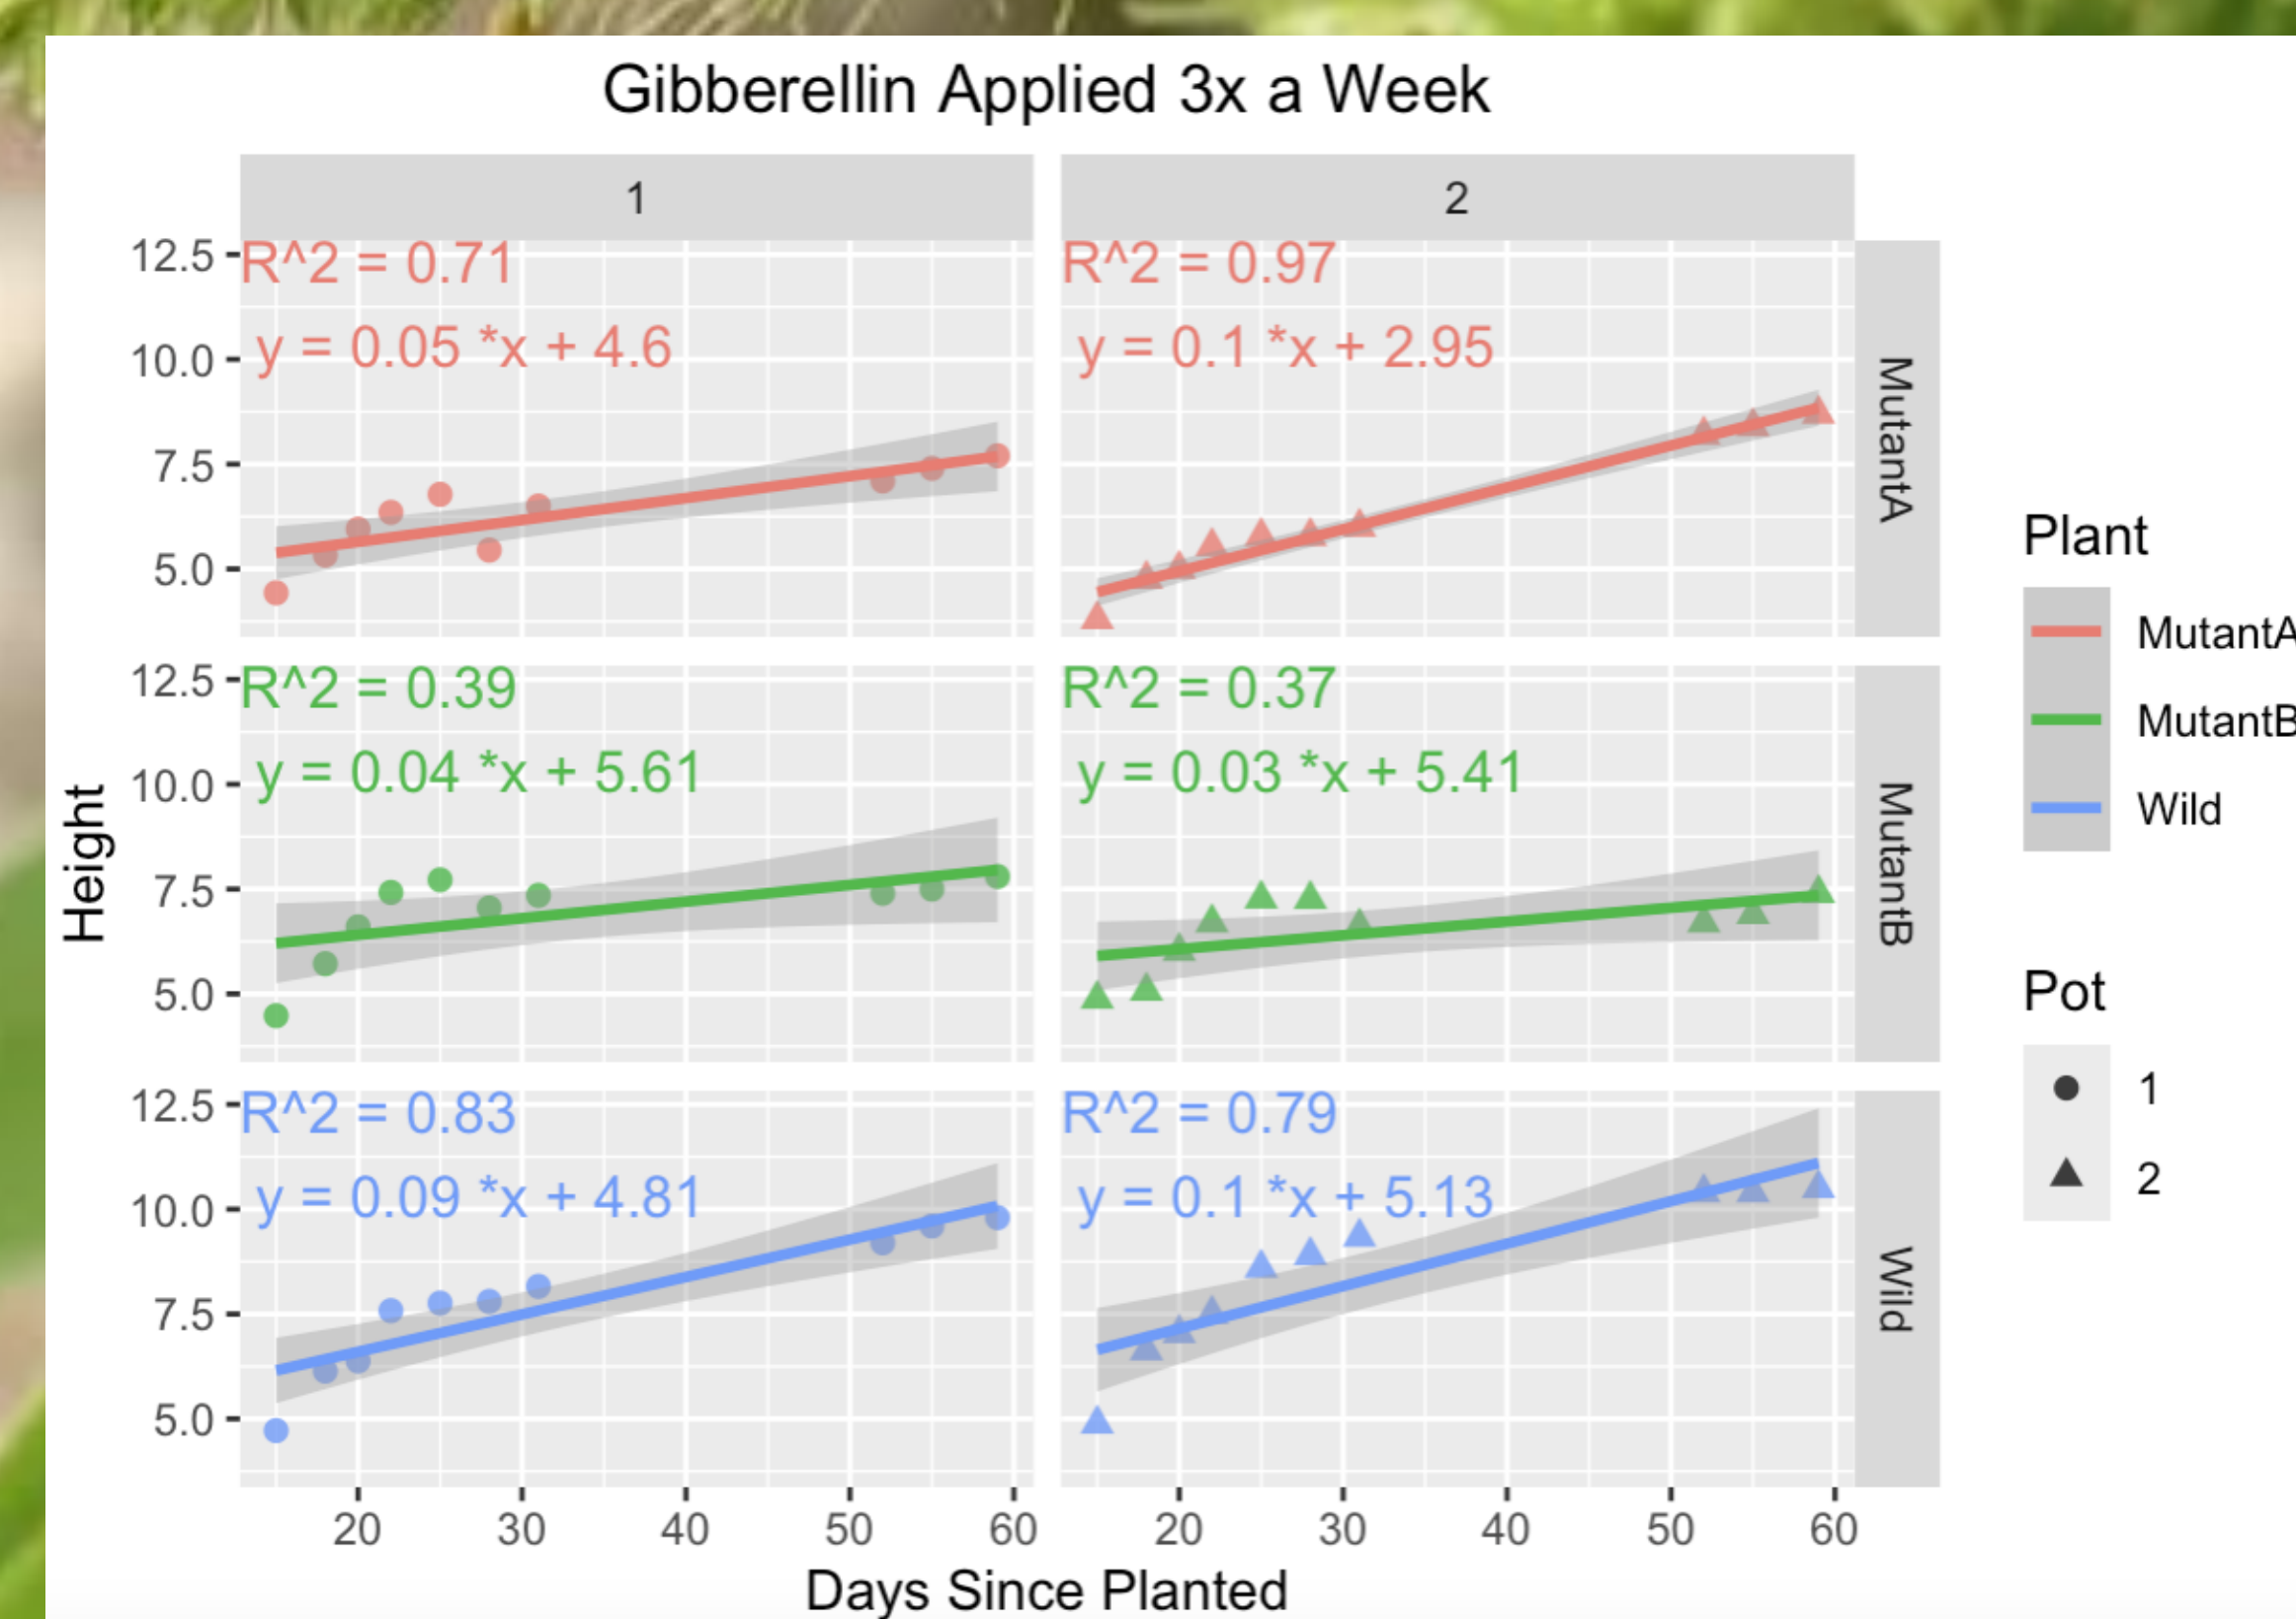 Gibberellin Applied 3x a Week
1
2
12.5
10.0
7.5
5.0
R^2 = 0.71
y = 0.05 *x + 4.6
R^2 = 0.97
y = 0.1 *x + 2.95
MutantA
12.5
10.0
7.5
5.0
R^2 = 0.39
y = 0.04 *x + 5.61
R^2 = 0.37
y = 0.03 *x + 5.41
MutantB
Height
12.5
10.0
7.5
5.0
R^2 = 0.83
y = 0.09 *x + 4.81
R^2 = 0.79
y = 0.1 *x + 5.13
Wild
20 30 40 50 60
20 30 40 50 60
Days Since Planted
Plant
MutantA
MutantB
Wild
Pot
1
2